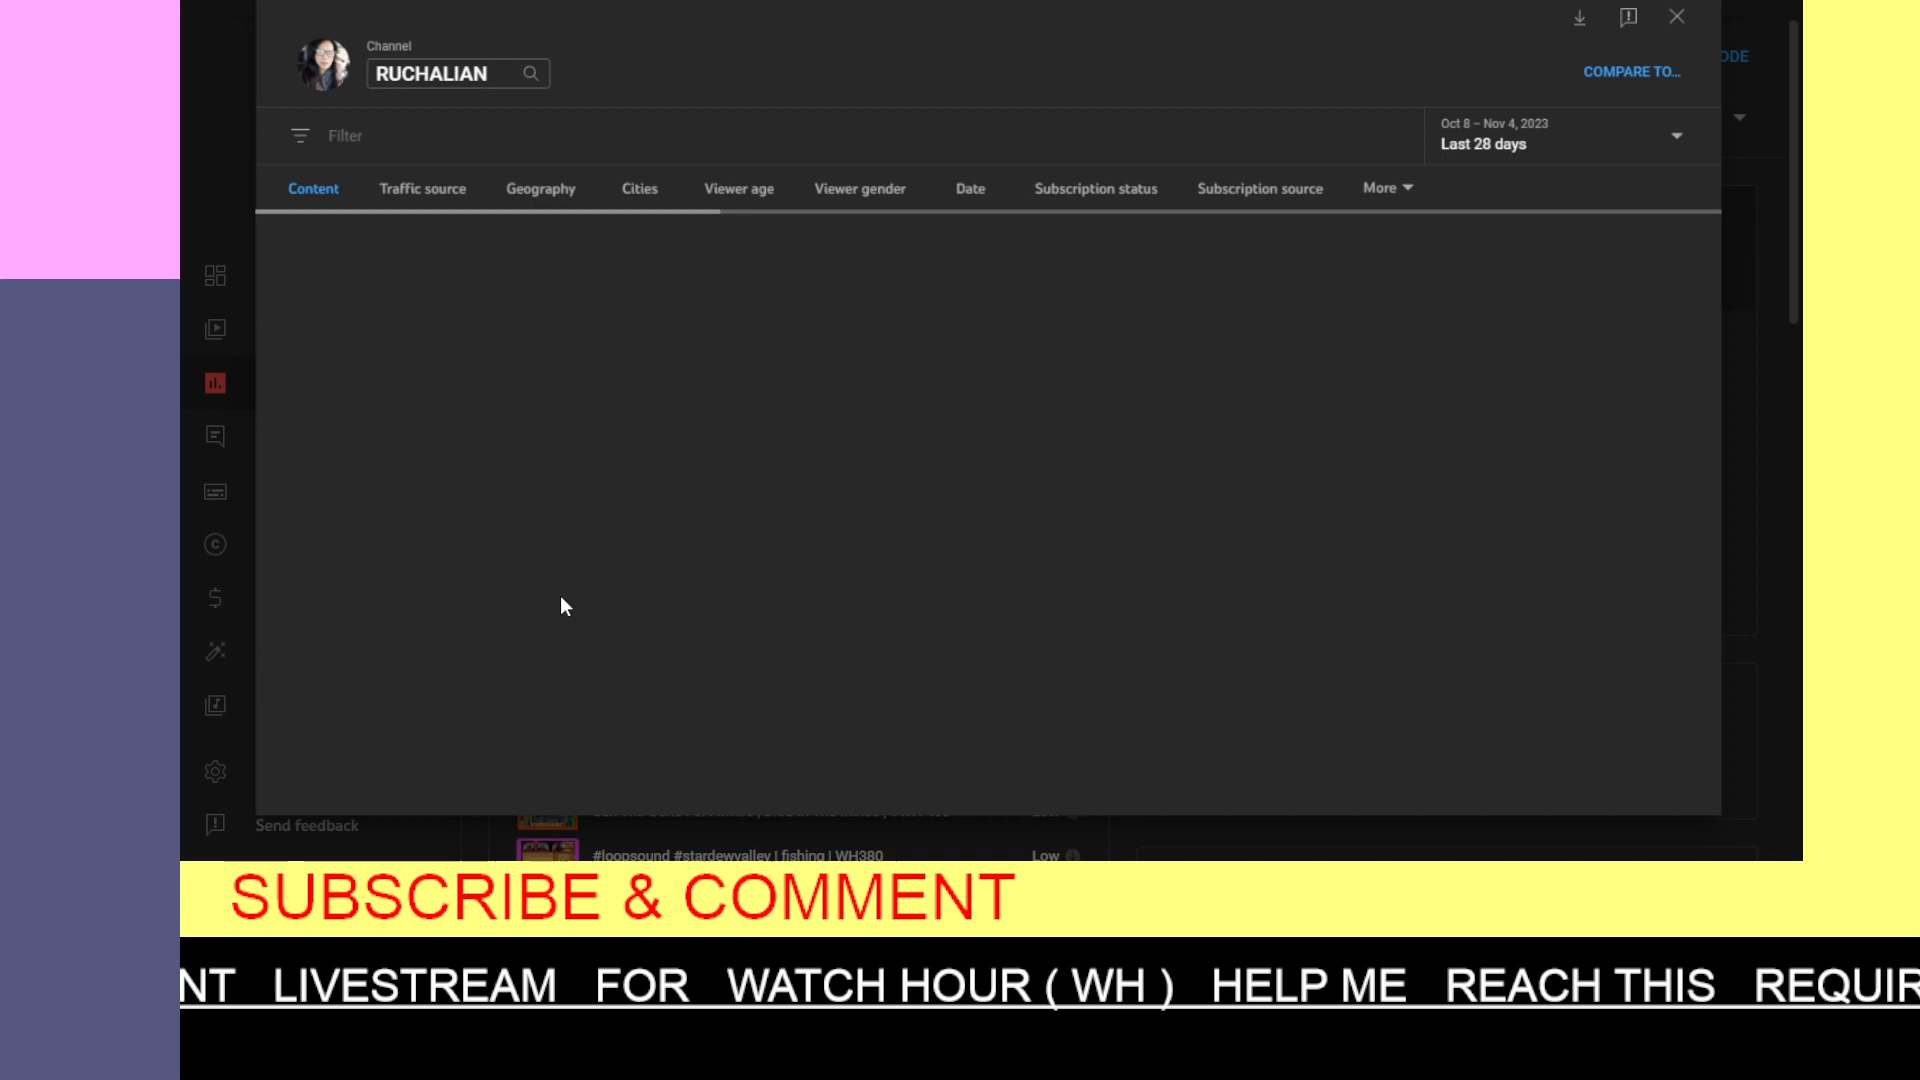 ODE
Channel
RUCHALIAN
COMPARE TO...
Filter
Oct 8 – Nov 4, 2023
Last 28 days
Content Traffic source Geography Cities Viewer age Viewer gender Date Subscription status Subscription source More
Send feedback
#loopsound #stardewvalley | fishing | WH380 Low
SUBSCRIBE & COMMENT
NT LIVESTREAM FOR WATCH HOUR ( WH ) HELP ME REACH THIS REQUIR